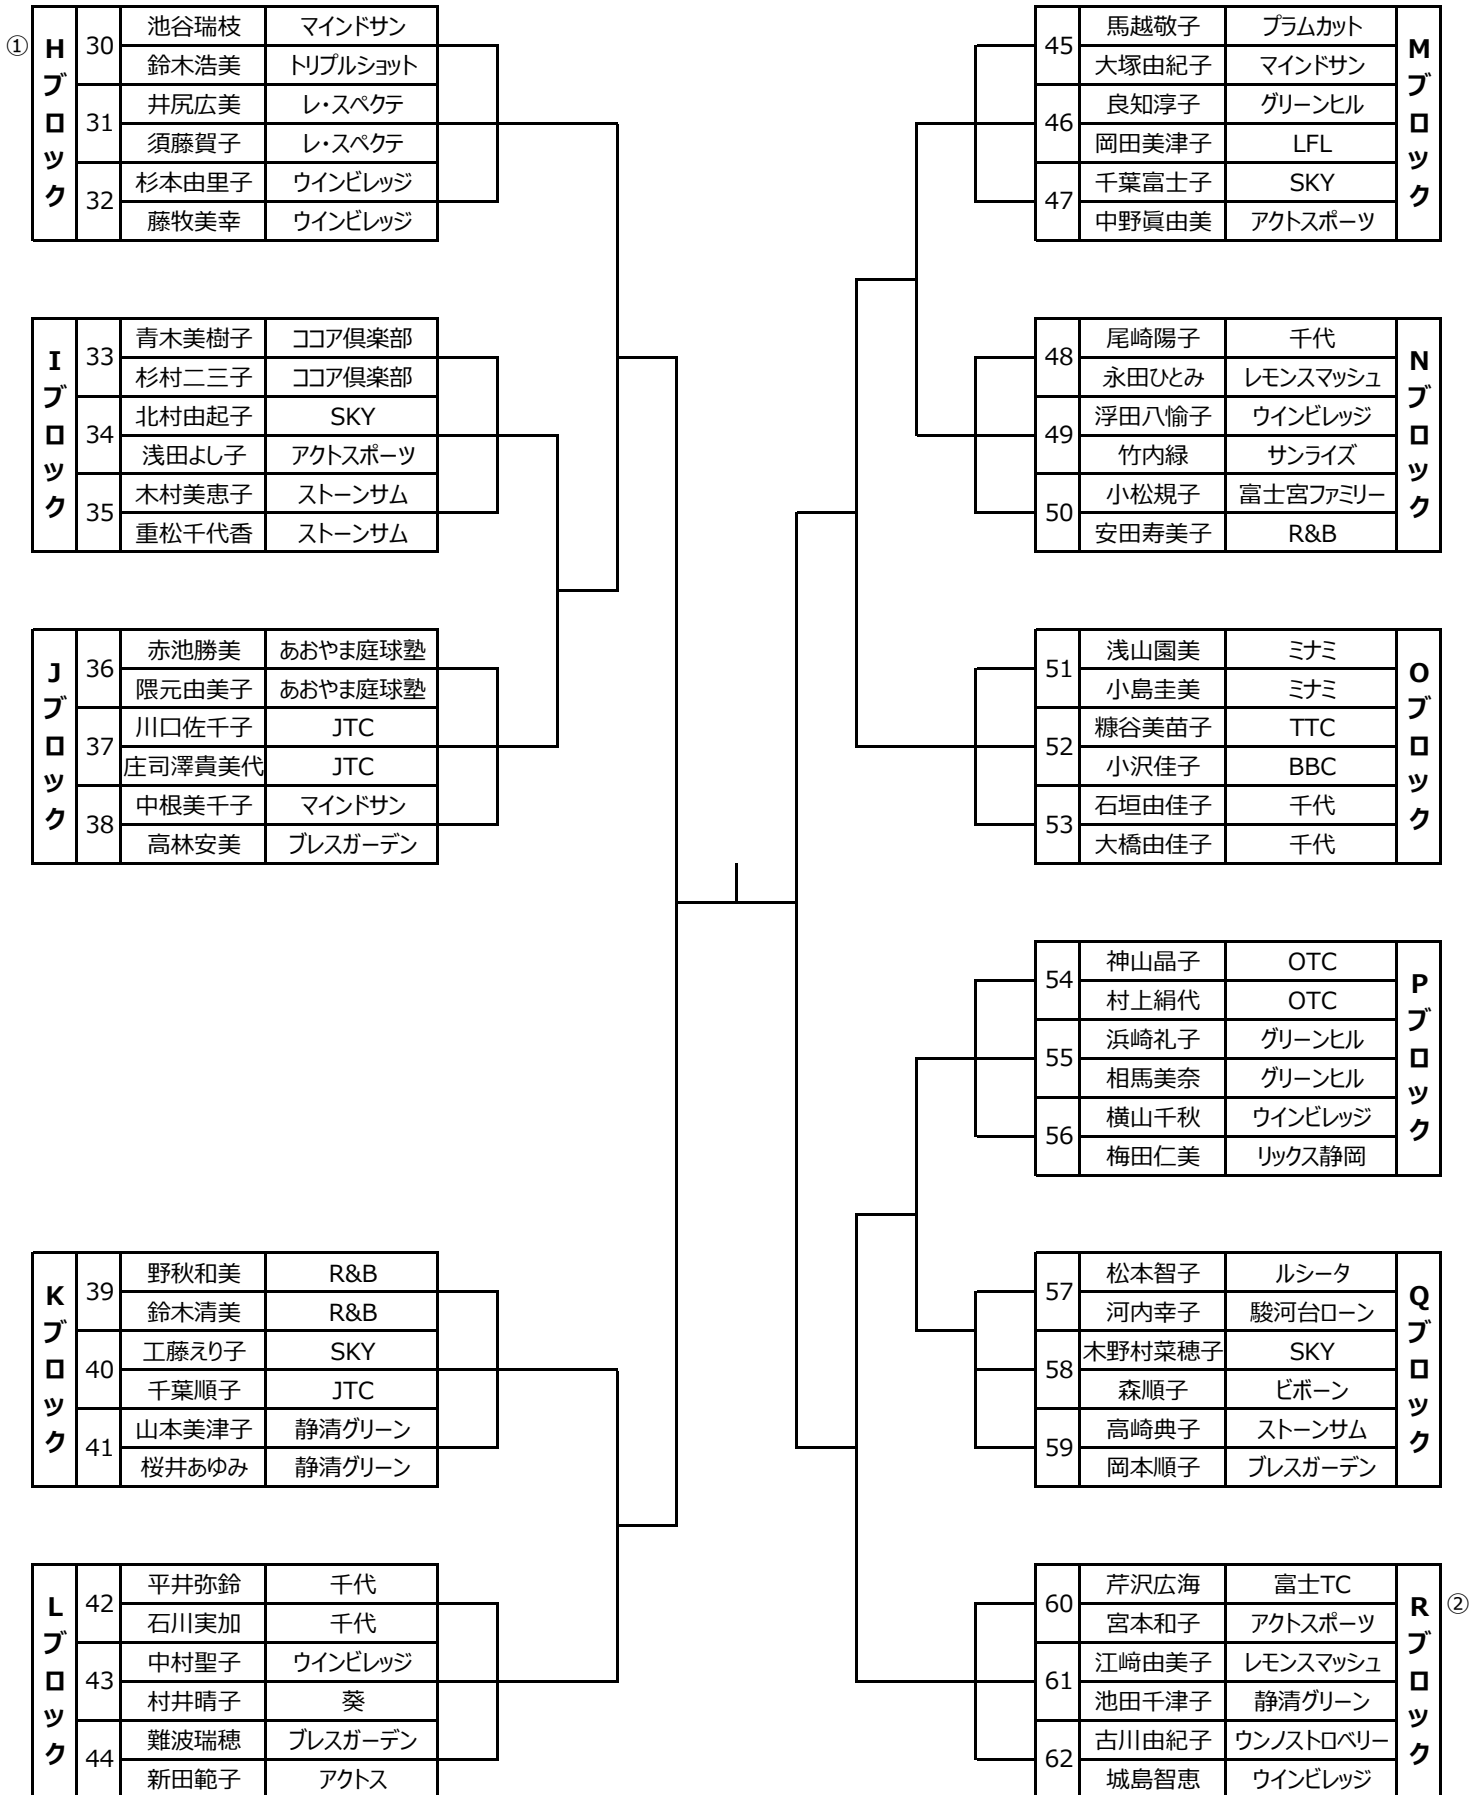 ① Hブロック
30 池谷瑞枝 マインドサン
鈴木浩美 トリプルショット
31 井尻広美 レ・スペクテ
須藤賀子 レ・スペクテ
32 杉本由里子 ウインビレッジ
藤牧美幸 ウインビレッジ
Iブロック
33 青木美樹子 ココア倶楽部
杉村二三子 ココア倶楽部
34 北村由起子 SKY
浅田よし子 アクトスポーツ
35 木村美恵子 ストーンサム
重松千代香 ストーンサム
Jブロック
36 赤池勝美 あおやま庭球塾
隈元由美子 あおやま庭球塾
37 川口佐千子 JTC
庄司澤貴美代 JTC
38 中根美千子 マインドサン
高林安美 ブレスガーデン
Kブロック
39 野秋和美 R&B
鈴木清美 R&B
40 工藤えり子 SKY
千葉順子 JTC
41 山本美津子 静清グリーン
桜井あゆみ 静清グリーン
Lブロック
42 平井弥鈴 千代
石川実加 千代
43 中村聖子 ウインビレッジ
村井晴子 葵
44 難波瑞穂 ブレスガーデン
新田範子 アクトス
Mブロック
45 馬越敬子 プラムカット
大塚由紀子 マインドサン
46 良知淳子 グリーンヒル
岡田美津子 LFL
47 千葉富士子 SKY
中野眞由美 アクトスポーツ
Nブロック
48 尾崎陽子 千代
永田ひとみ レモンスマッシュ
49 浮田八愉子 ウインビレッジ
竹内緑 サンライズ
50 小松規子 富士宮ファミリー
安田寿美子 R&B
Oブロック
51 浅山園美 ミナミ
小島圭美 ミナミ
52 糠谷美苗子 TTC
小沢佳子 BBC
53 石垣由佳子 千代
大橋由佳子 千代
Pブロック
54 神山晶子 OTC
村上絹代 OTC
55 浜崎礼子 グリーンヒル
相馬美奈 グリーンヒル
56 横山千秋 ウインビレッジ
梅田仁美 リックス静岡
Qブロック
57 松本智子 ルシータ
河内幸子 駿河台ローン
58 木野村菜穂子 SKY
森順子 ビボーン
59 高崎典子 ストーンサム
岡本順子 ブレスガーデン
Rブロック ②
60 芹沢広海 富士TC
宮本和子 アクトスポーツ
61 江﨑由美子 レモンスマッシュ
池田千津子 静清グリーン
62 古川由紀子 ウンノストロベリー
城島智恵 ウインビレッジ